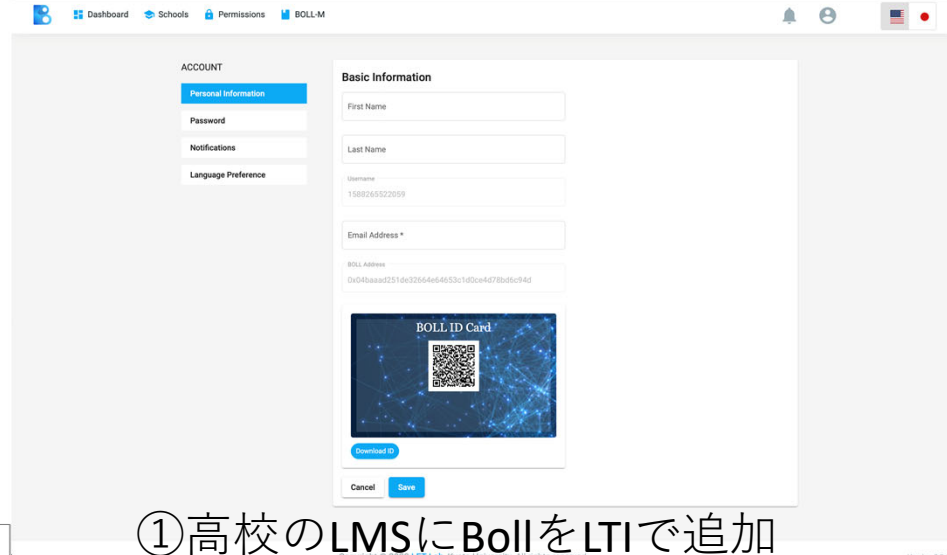 Dashboard Schools Permissions BOLL-M
ACCOUNT
Personal Information
Password
Notifications
Language Preference
Basic Information
First Name
Last Name
Username
1588265522059
Email Address *
BOLL Address
0x04baaad251de32664e64653c1d0ce4d78bd6c94d
BOLL ID Card
Download ID
Cancel Save
①高校のLMSにBollをLTIで追加